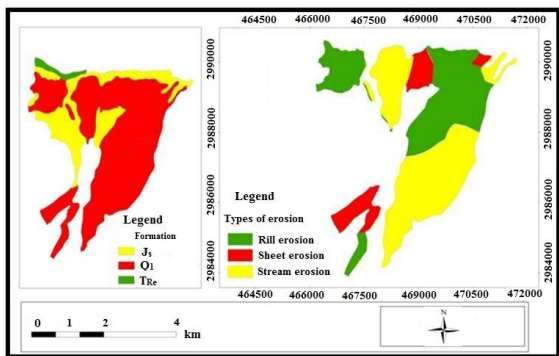 464500 466000 467500 469000 470500 472000
2990000
2988000
2986000
2984000
Legend
Formation
Js
Q1
TRe
Legend
Types of erosion
Rill erosion
Sheet erosion
Stream erosion
464500 466000 467500 469000 470500 472000
0 1 2 4
km
N